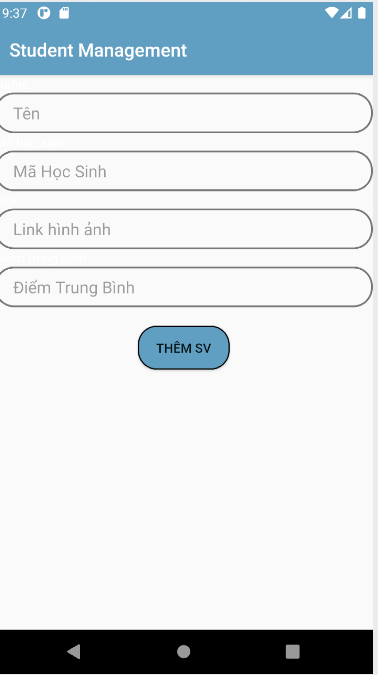 9:37
Student Management
Tên
Mã Học Sinh
Link hình ảnh
Điểm Trung Bình
THÊM SV